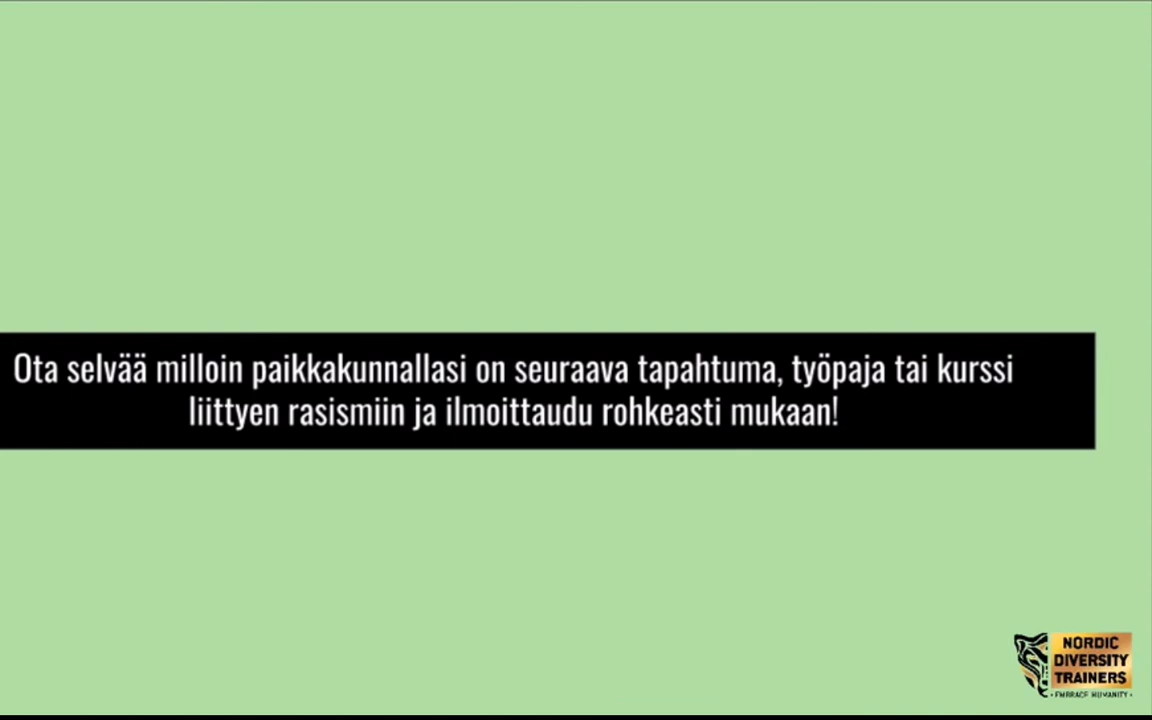 Ota selvää milloin paikkakunnallasi on seuraava tapahtuma, työpaja tai kurssi
liittyen rasismiin ja ilmoittaudu rohkeasti mukaan!
NORDIC
DIVERSITY
TRAINERS
• EMBRACE HUMANITY •